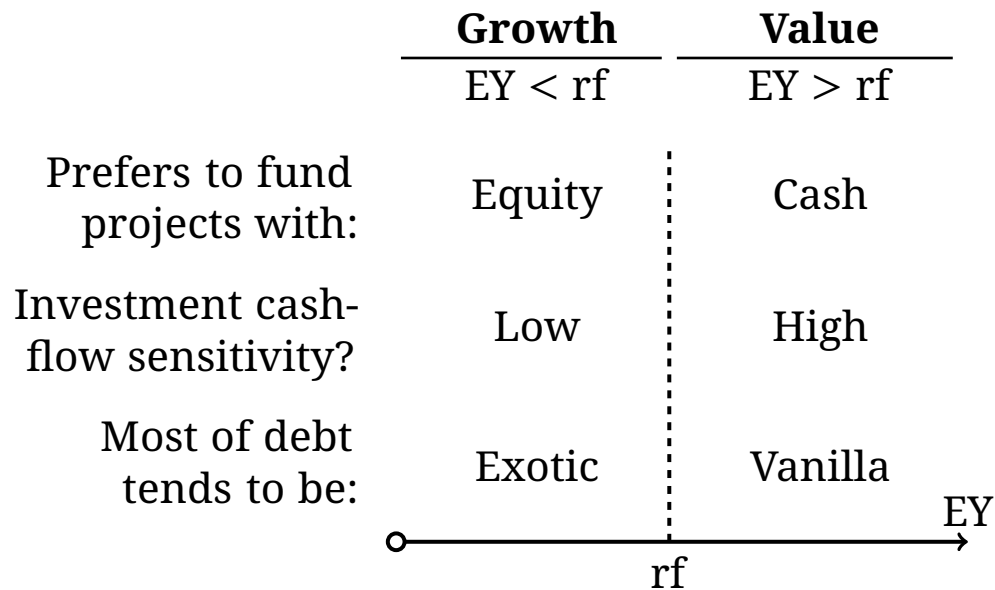 Growth Value
EY < rf EY > rf
Prefers to fund
projects with:
Equity Cash
Investment cash-
flow sensitivity?
Low High
Most of debt
tends to be:
Exotic Vanilla
EY
rf